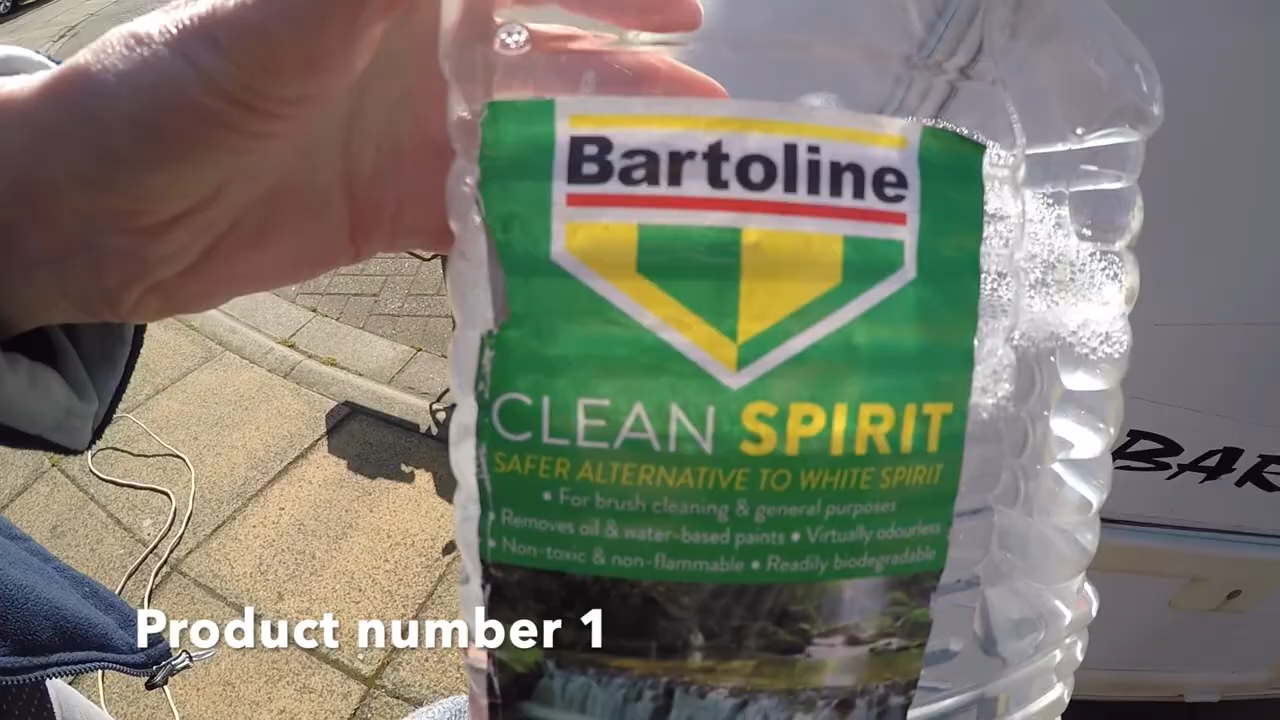 Bartoline
CLEAN SPIRIT
SAFER ALTERNATIVE TO WHITE SPIRIT
• For brush cleaning & general purposes
• Removes oil & water-based paints • Virtually odourless
• Non-toxic & non-flammable • Readily biodegradable
BAR
Product number 1